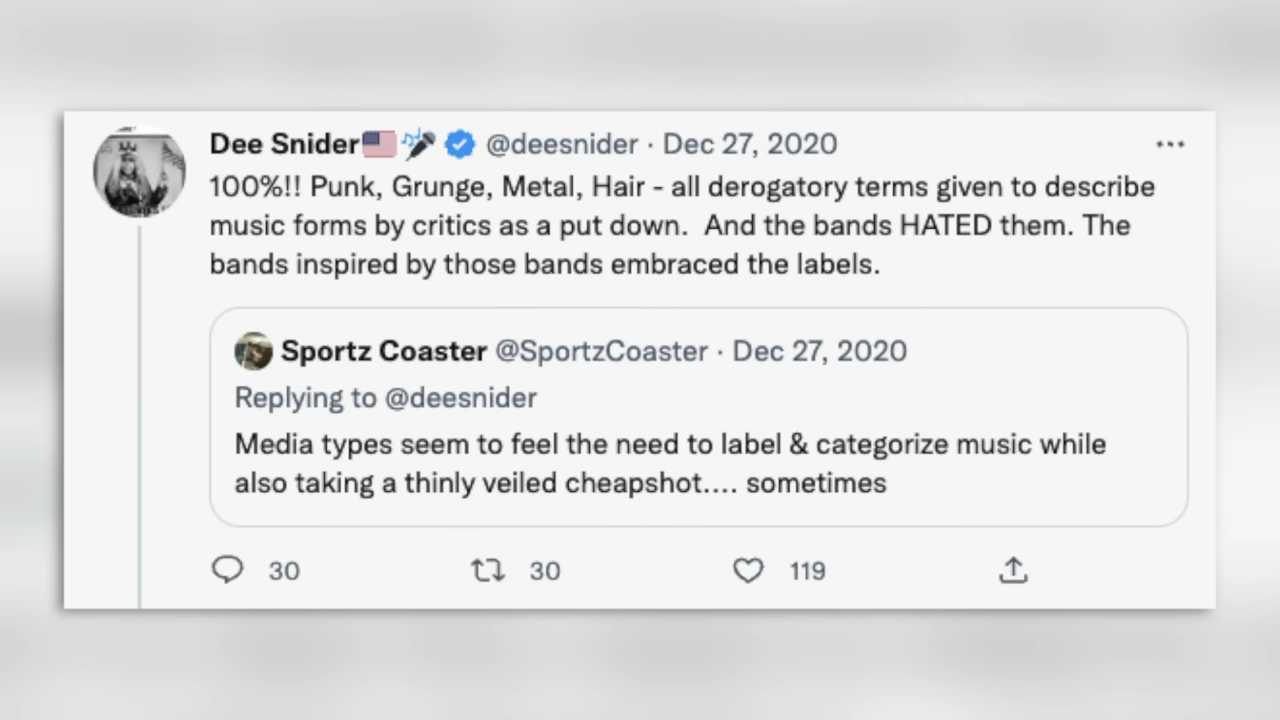 Dee Snider🇺🇸🎤 @deesnider · Dec 27, 2020
100%!! Punk, Grunge, Metal, Hair - all derogatory terms given to describe
music forms by critics as a put down.  And the bands HATED them. The
bands inspired by those bands embraced the labels.
Sportz Coaster @SportzCoaster · Dec 27, 2020
Replying to @deesnider
Media types seem to feel the need to label & categorize music while
also taking a thinly veiled cheapshot.... sometimes
30 30 119